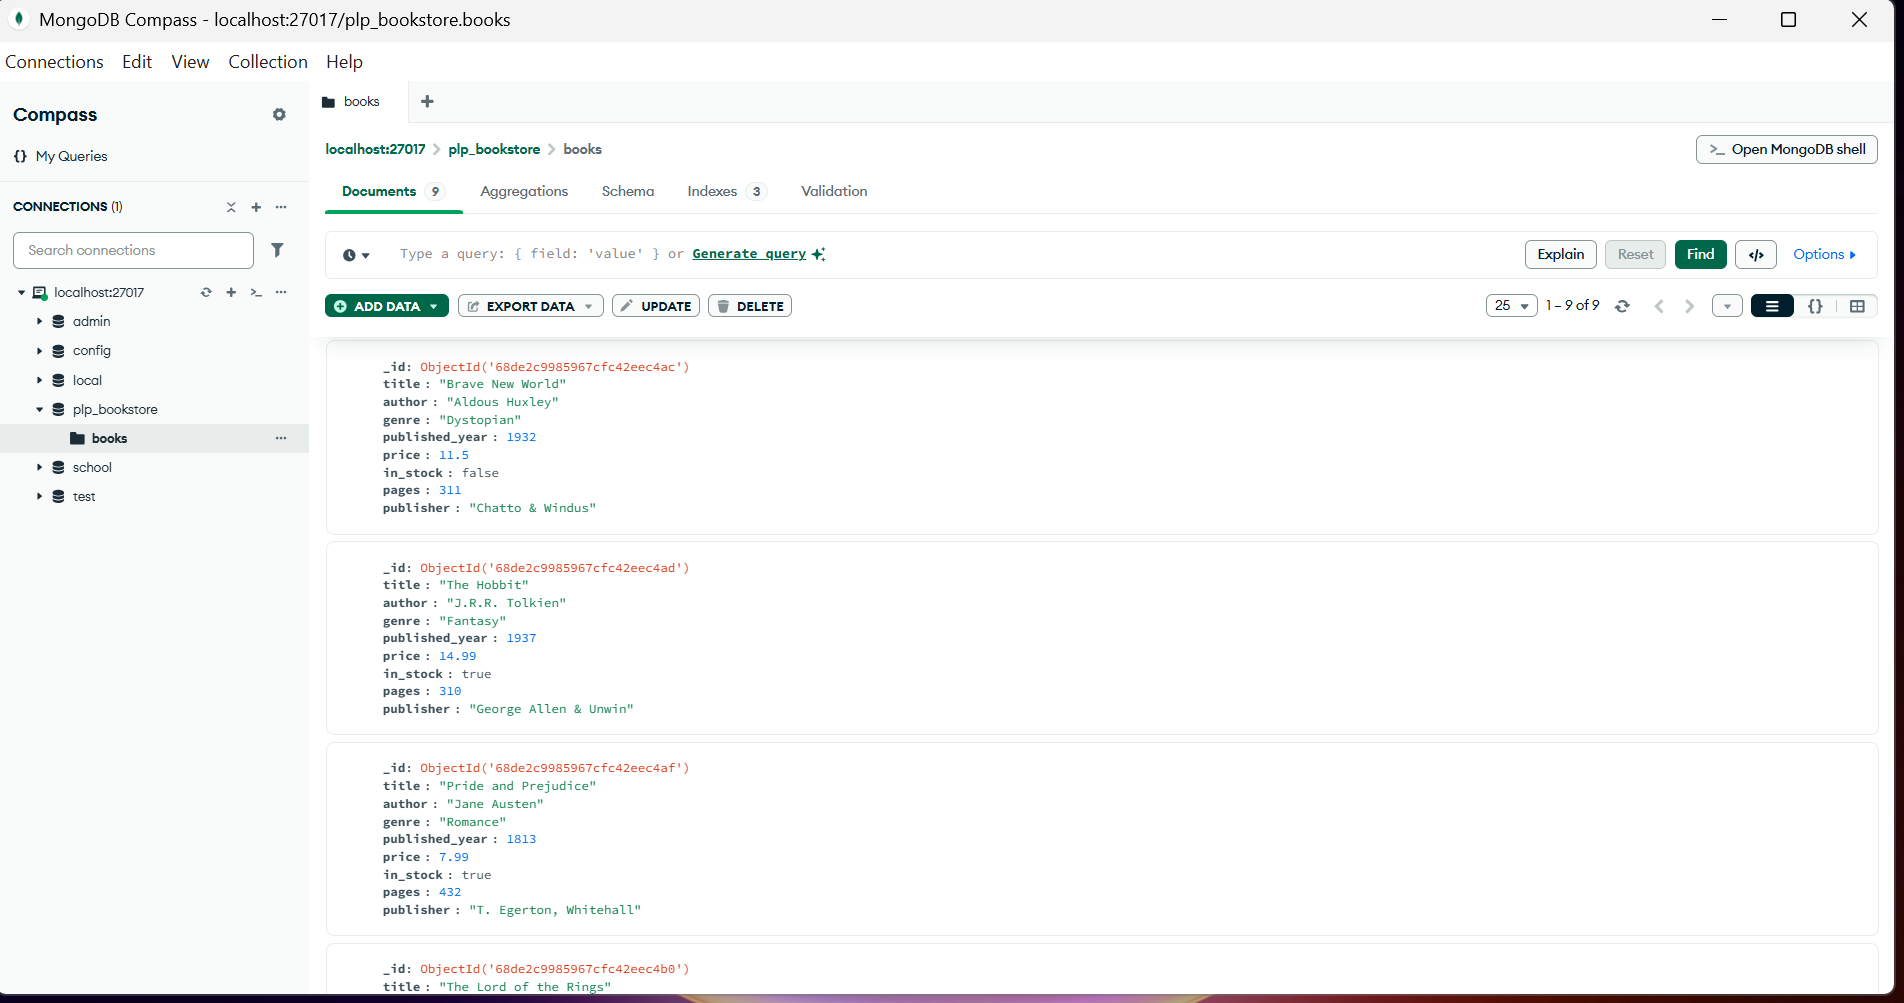 MongoDB Compass - localhost:27017/plp_bookstore.books
Connections Edit View Collection Help
Compass
{} My Queries
CONNECTIONS (1)
Search connections
localhost:27017
admin
config
local
plp_bookstore
books
school
test
books
localhost:27017 > plp_bookstore > books
>_ Open MongoDB shell
Documents 9 Aggregations Schema Indexes 3 Validation
Type a query: { field: 'value' } or Generate query
Explain Reset Find </> Options
ADD DATA EXPORT DATA UPDATE DELETE
25 1 – 9 of 9 {}
_id: ObjectId('68de2c9985967cfc42eec4ac')
title : "Brave New World"
author : "Aldous Huxley"
genre : "Dystopian"
published_year : 1932
price : 11.5
in_stock : false
pages : 311
publisher : "Chatto & Windus"
_id: ObjectId('68de2c9985967cfc42eec4ad')
title : "The Hobbit"
author : "J.R.R. Tolkien"
genre : "Fantasy"
published_year : 1937
price : 14.99
in_stock : true
pages : 310
publisher : "George Allen & Unwin"
_id: ObjectId('68de2c9985967cfc42eec4af')
title : "Pride and Prejudice"
author : "Jane Austen"
genre : "Romance"
published_year : 1813
price : 7.99
in_stock : true
pages : 432
publisher : "T. Egerton, Whitehall"
_id: ObjectId('68de2c9985967cfc42eec4b0')
title : "The Lord of the Rings"